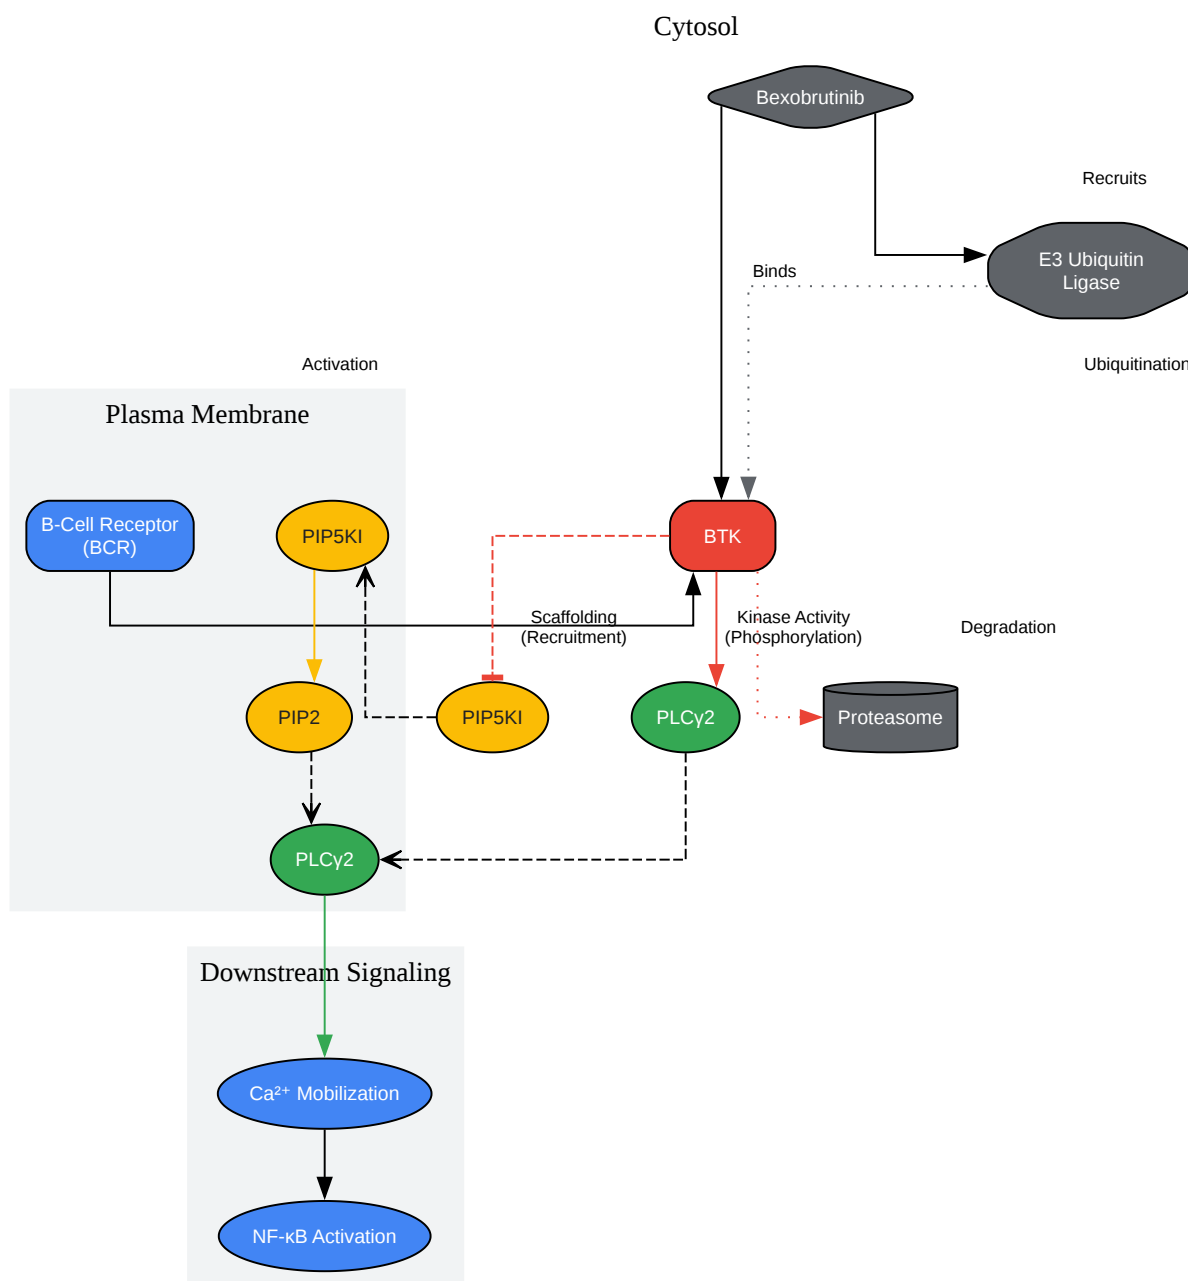 Cytosol
Bexobrutinib
Recruits
E3 Ubiquitin
Ligase
Binds
Activation
Ubiquitination
Plasma Membrane
B-Cell Receptor
(BCR)
PIP5KI
BTK
Scaffolding
(Recruitment)
Kinase Activity
(Phosphorylation)
Degradation
PIP2
PIP5KI
PLCγ2
Proteasome
PLCγ2
Downstream Signaling
Ca²⁺ Mobilization
NF-κB Activation